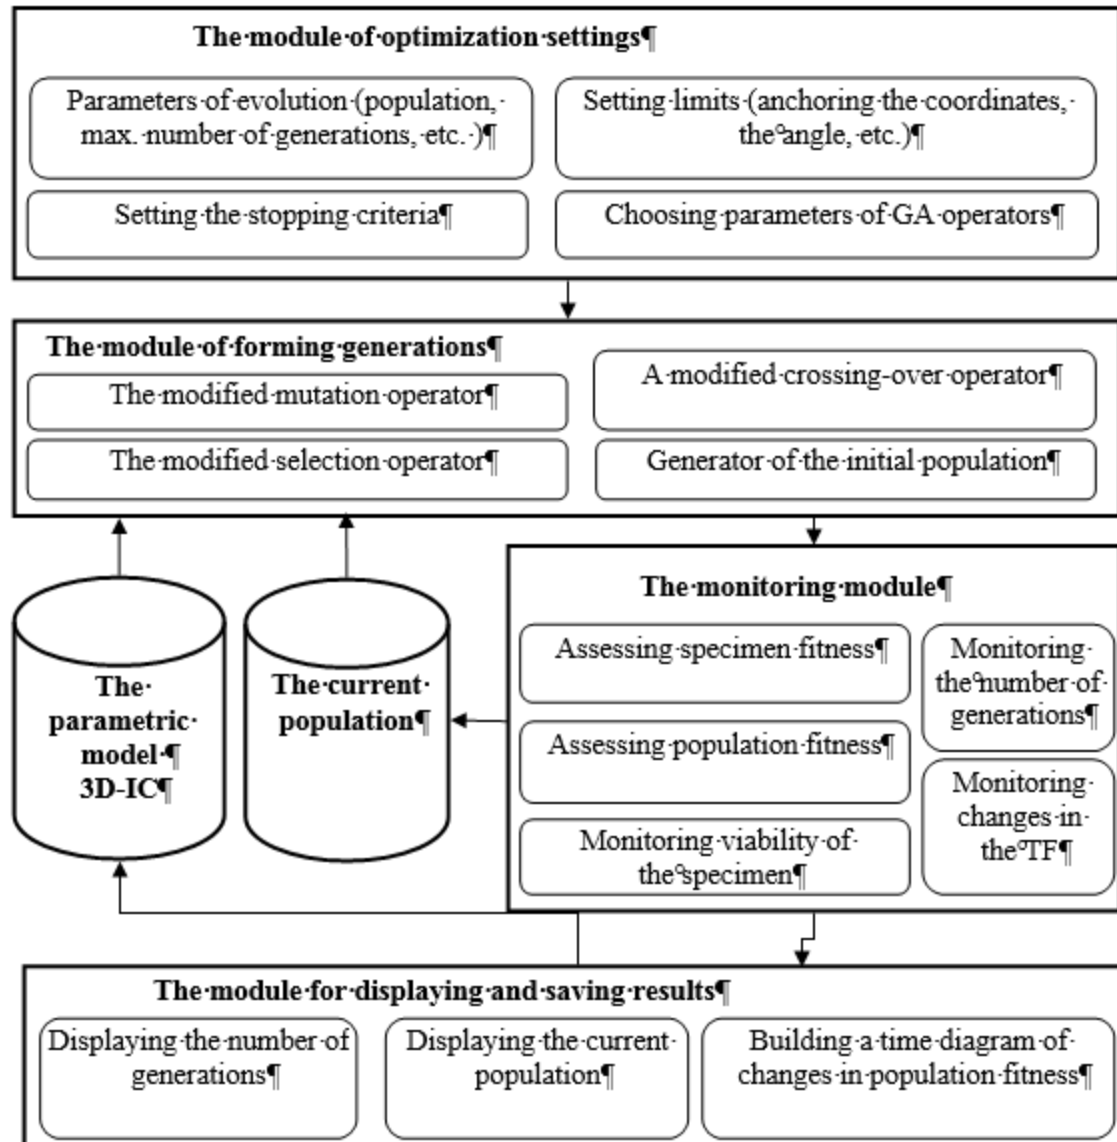 The·module·of·optimization·settings¶
Parameters·of·evolution·(population,·
max.·number·of·generations,·etc.·)¶
Setting·limits·(anchoring·the·coordinates,·
the°angle,·etc.)¶
Setting·the·stopping·criteria¶
Choosing·parameters·of·GA·operators¶
The·module·of·forming·generations¶
The·modified·mutation·operator¶
A·modified·crossing-over·operator¶
The·modified·selection·operator¶
Generator·of·the·initial·population¶
The·
parametric·
model·¶
3D-IC¶
The·current·
population¶
The·monitoring·module¶
Assessing·specimen·fitness¶
Monitoring·
the°number·of·
generations¶
Assessing·population·fitness¶
Monitoring·
changes·in·
the°TF¶
Monitoring·viability·of·
the°specimen¶
The·module·for·displaying·and·saving·results¶
Displaying·the·number·of·
generations¶
Displaying·the·current·
population¶
Building·a·time·diagram·of·
changes·in·population·fitness¶